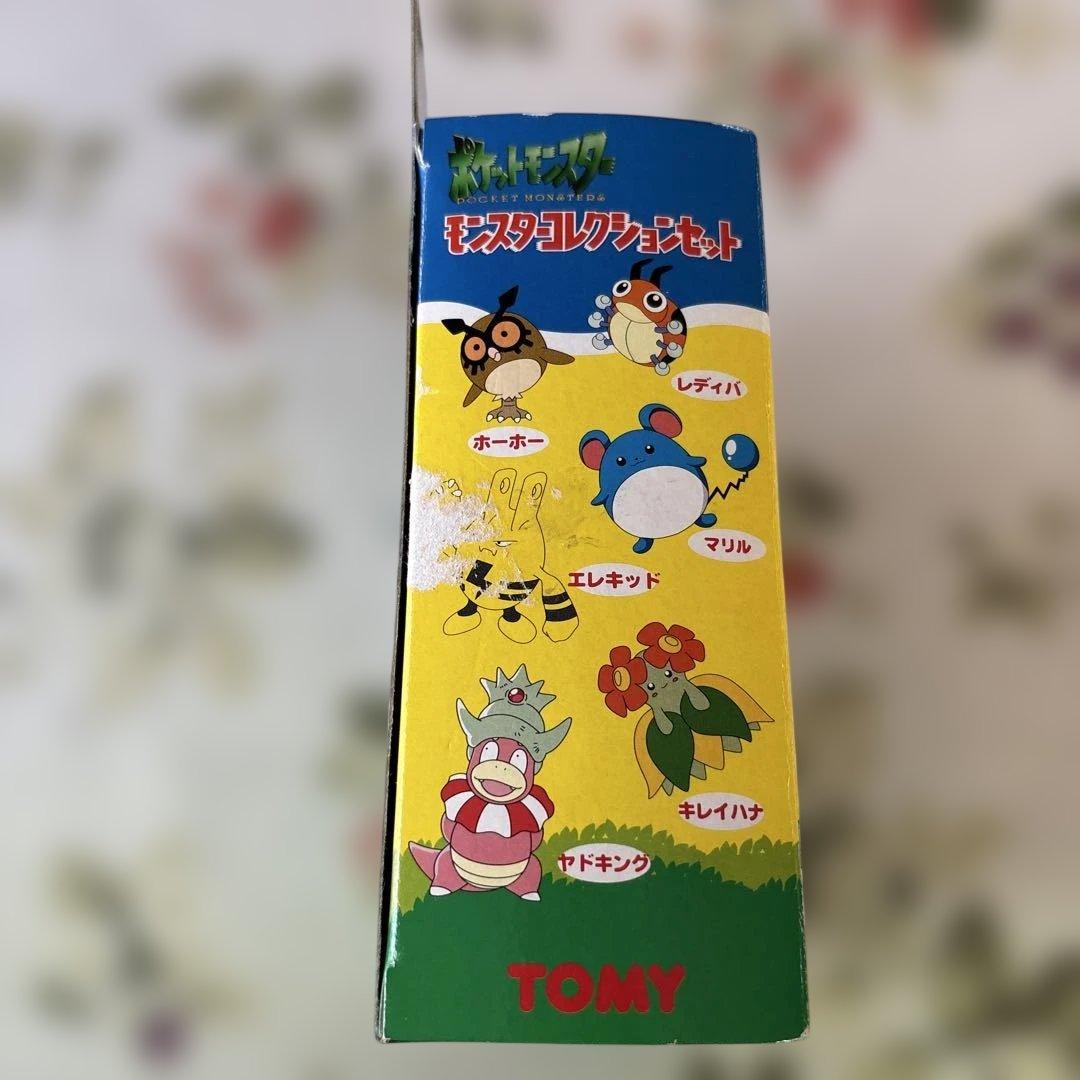 ポケットモンスター
POCKET MONSTERS
モンスターコレクションセット
レディバ
ホーホー
マリル
エレキッド
キレイハナ
ヤドキング
TOMY